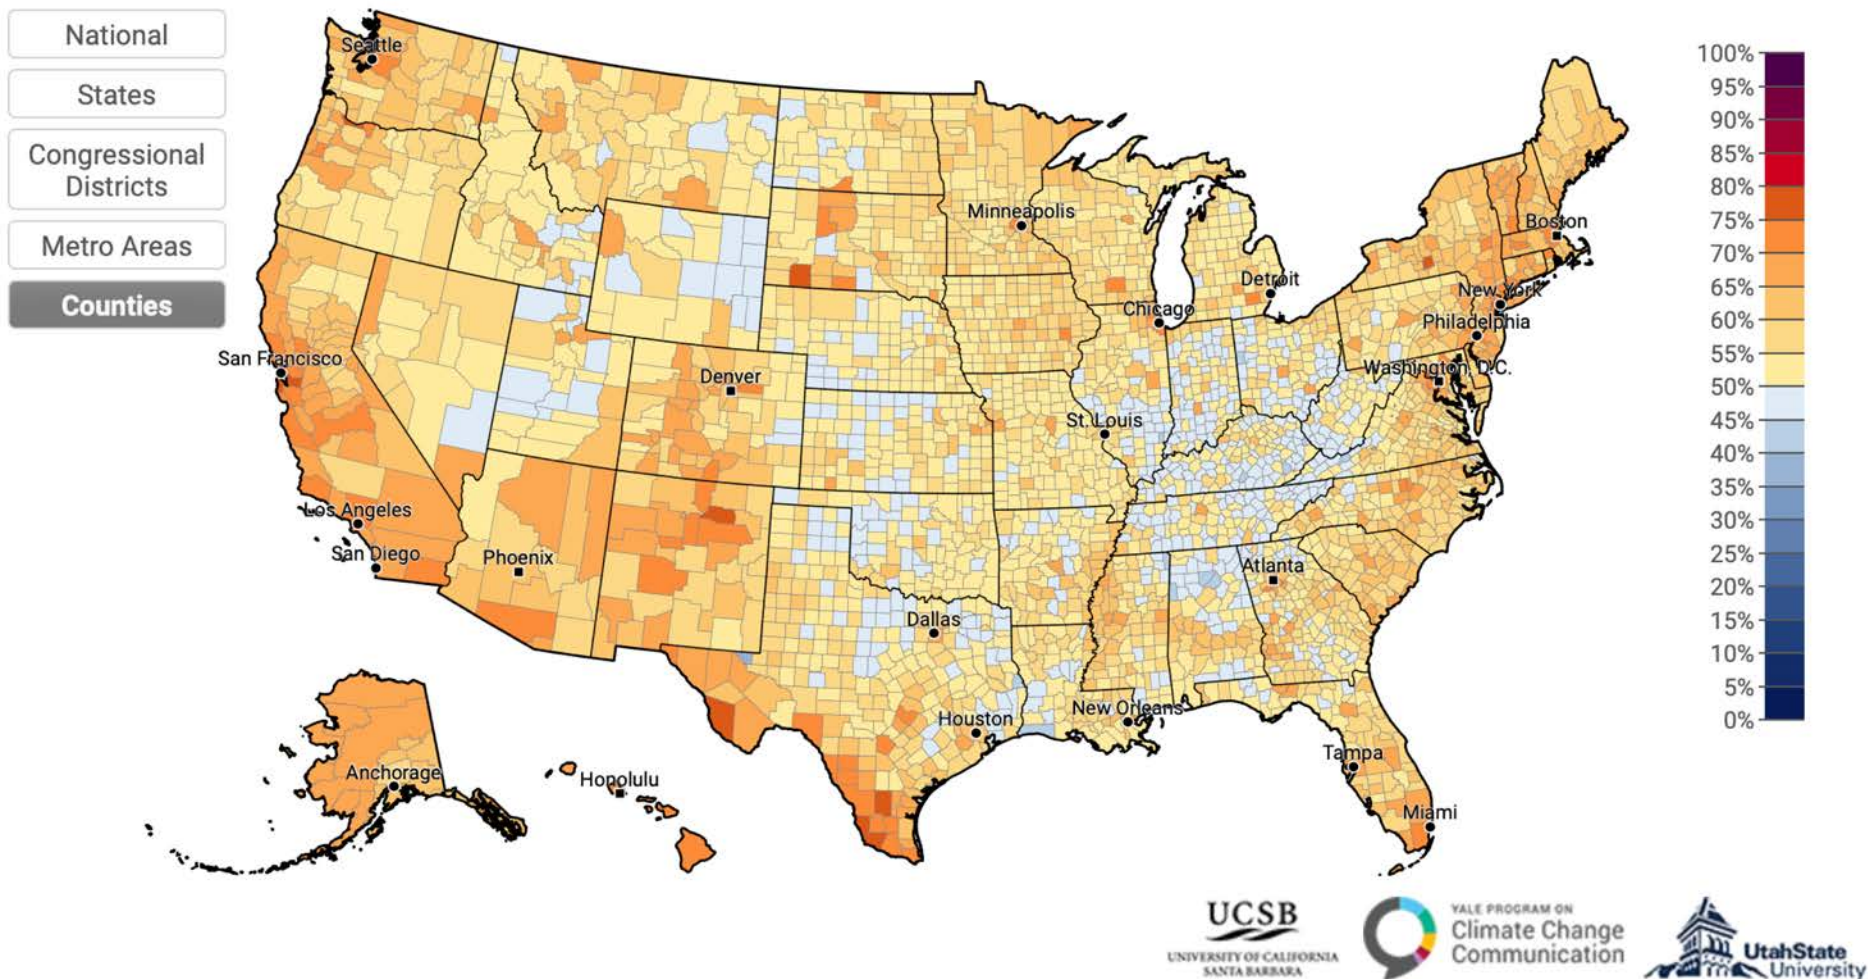 National
States
Congressional
Districts
Metro Areas
Counties
Seattle
Minneapolis
Boston
Detroit
New York
Chicago
Philadelphia
San Francisco
Denver
Washington, D.C.
St. Louis
Los Angeles
San Diego
Phoenix
Atlanta
Dallas
Houston
New Orleans
Tampa
Miami
Anchorage
Honolulu
100%
95%
90%
85%
80%
75%
70%
65%
60%
55%
50%
45%
40%
35%
30%
25%
20%
15%
10%
5%
0%
UCSB
UNIVERSITY OF CALIFORNIA
SANTA BARBARA
YALE PROGRAM ON
Climate Change
Communication
UtahState
University